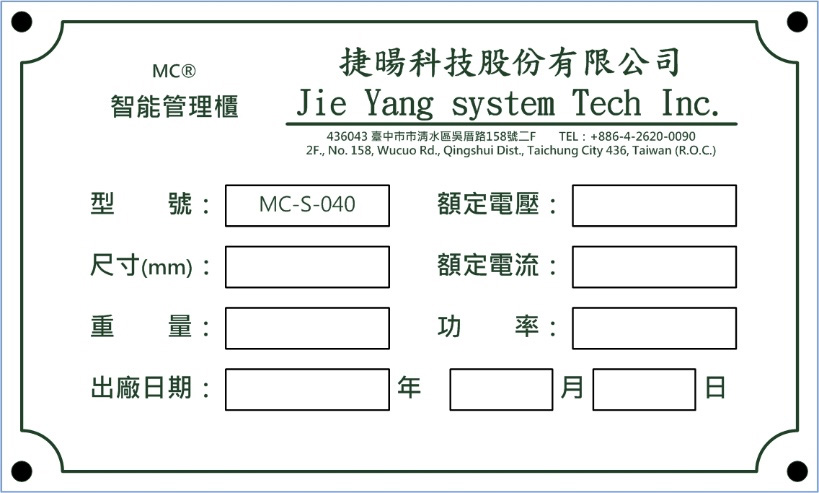 MC®
智能管理櫃
捷暘科技股份有限公司
Jie Yang system Tech Inc.
436043 臺中市市清水區吳厝路158號二F TEL：+886-4-2620-0090
2F., No. 158, Wucuo Rd., Qingshui Dist., Taichung City 436, Taiwan (R.O.C.)
型 號： MC-S-040 額定電壓：
尺寸(mm)： 額定電流：
重 量： 功 率：
出廠日期： 年 月 日